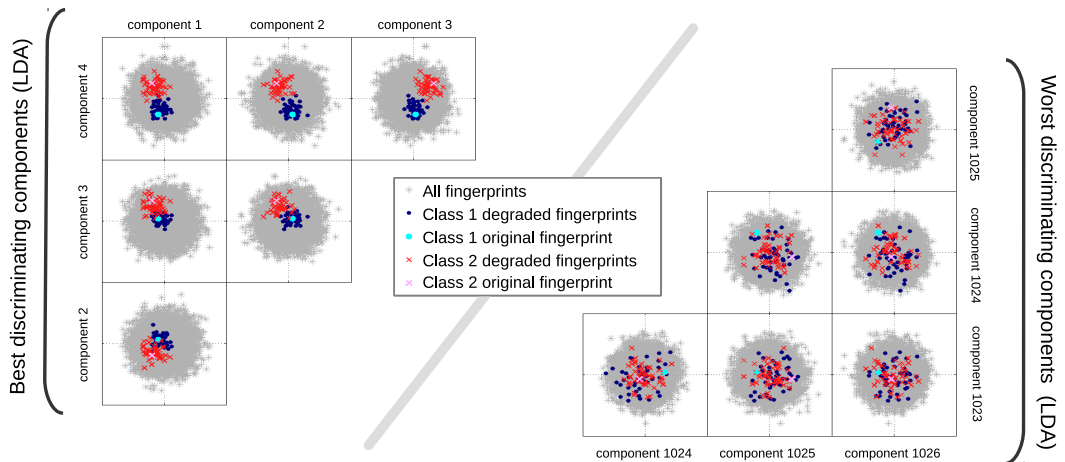 Best discriminating components (LDA)
component 1
component 2
component 3
component 4
component 3
component 2
All fingerprints
Class 1 degraded fingerprints
Class 1 original fingerprint
Class 2 degraded fingerprints
Class 2 original fingerprint
component 1025
component 1024
component 1023
component 1024
component 1025
component 1026
Worst discriminating components (LDA)